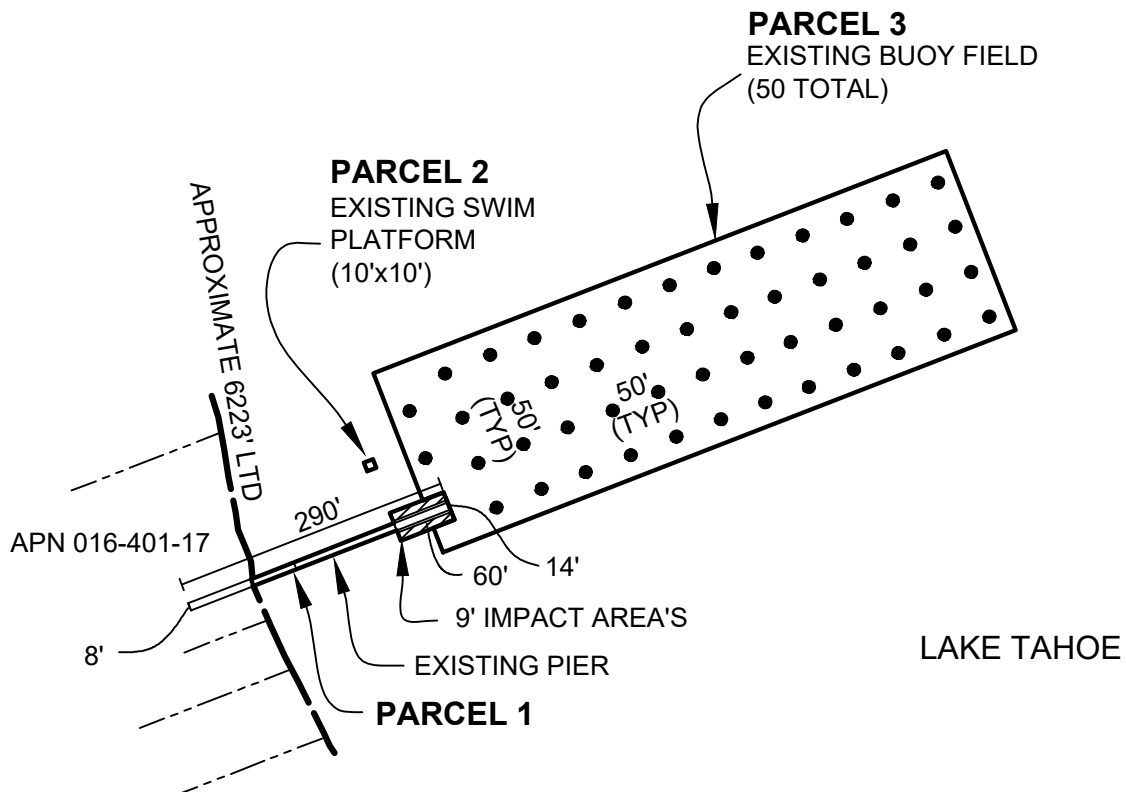 PARCEL 3
EXISTING BUOY FIELD
(50 TOTAL)
PARCEL 2
EXISTING SWIM
PLATFORM
(10'x10')
APPROXIMATE 6223' LTD
50'
(TYP)
50'
(TYP)
290'
APN 016-401-17
14'
60'
9' IMPACT AREA'S
8'
EXISTING PIER
LAKE TAHOE
PARCEL 1